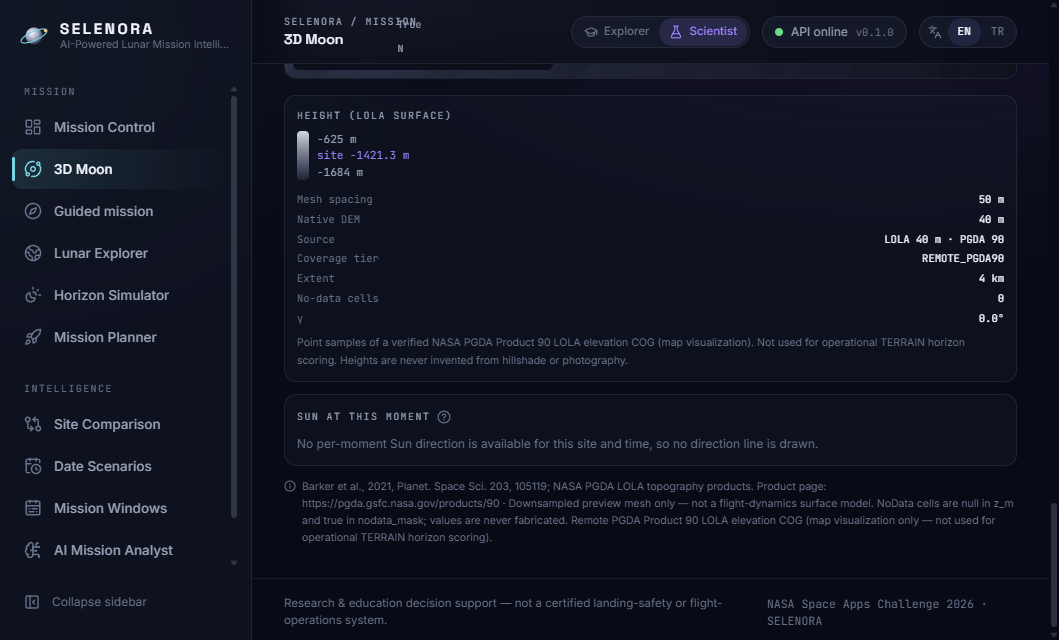 SELENORA
AI-Powered Lunar Mission Intelli...
MISSION
Mission Control
3D Moon
Guided mission
Lunar Explorer
Horizon Simulator
Mission Planner
INTELLIGENCE
Site Comparison
Date Scenarios
Mission Windows
AI Mission Analyst
Collapse sidebar
SELENORA / MISSION
3D Moon
True
N
Explorer
Scientist
API online v0.1.0
EN
TR
HEIGHT (LOLA SURFACE)
-625 m
site -1421.3 m
-1684 m
Mesh spacing 50 m
Native DEM 40 m
Source LOLA 40 m · PGDA 90
Coverage tier REMOTE_PGDA90
Extent 4 km
No-data cells 0
γ 0.0°
Point samples of a verified NASA PGDA Product 90 LOLA elevation COG (map visualization). Not used for operational TERRAIN horizon
scoring. Heights are never invented from hillshade or photography.
SUN AT THIS MOMENT ?
No per-moment Sun direction is available for this site and time, so no direction line is drawn.
Barker et al., 2021, Planet. Space Sci. 203, 105119; NASA PGDA LOLA topography products. Product page:
https://pgda.gsfc.nasa.gov/products/90 · Downsampled preview mesh only — not a flight-dynamics surface model. NoData cells are null in z_m
and true in nodata_mask; values are never fabricated. Remote PGDA Product 90 LOLA elevation COG (map visualization only — not used for
operational TERRAIN horizon scoring).
Research & education decision support — not a certified landing-safety or flight-
operations system.
NASA Space Apps Challenge 2026 ·
SELENORA